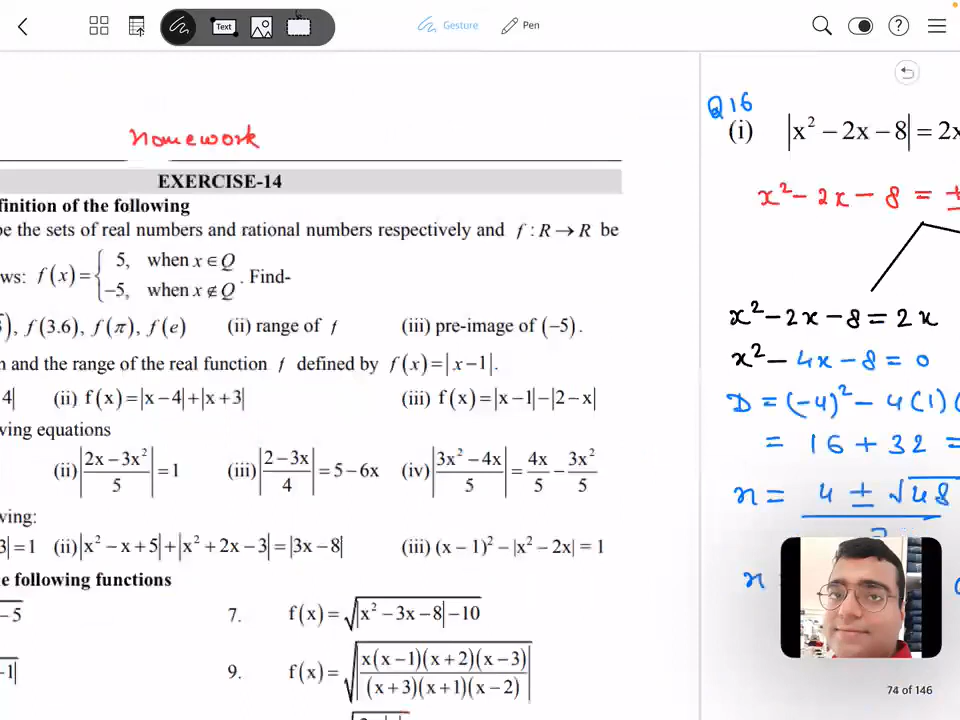 Text
Gesture
Pen
Homework
EXERCISE-14
finition of the following
be the sets of real numbers and rational numbers respectively and f : R → R be
ws: f(x) = { 5, when x ∈ Q
−5, when x ∉ Q . Find-
), f(3.6), f(π), f(e) (ii) range of f (iii) pre-image of (−5).
n and the range of the real function f defined by f(x) = |x −1|.
4| (ii) f(x) = |x−4|+|x+3| (iii) f(x) = |x−1|−|2−x|
ving equations
(ii) |(2x−3x²)/5| = 1 (iii) |(2−3x)/4| = 5−6x (iv) |(3x²−4x)/5| = 4x/5 − 3x²/5
wing:
3|=1 (ii) |x²−x+5|+|x²+2x−3|=|3x−8| (iii) (x−1)²−|x²−2x|=1
e following functions
−5 7. f(x) = √(|x²−3x−8|−10)
−1| 9. f(x) = √|x(x−1)(x+2)(x−3)/((x+3)(x+1)(x−2))|
Q16
(i) |x²−2x−8| = 2x
x²−2x−8 = ±
x²−2x−8 = 2x
x²−4x−8 = 0
D = (−4)²−4(1)(
= 16+32 =
x = 4 ± √48
x
74 of 146